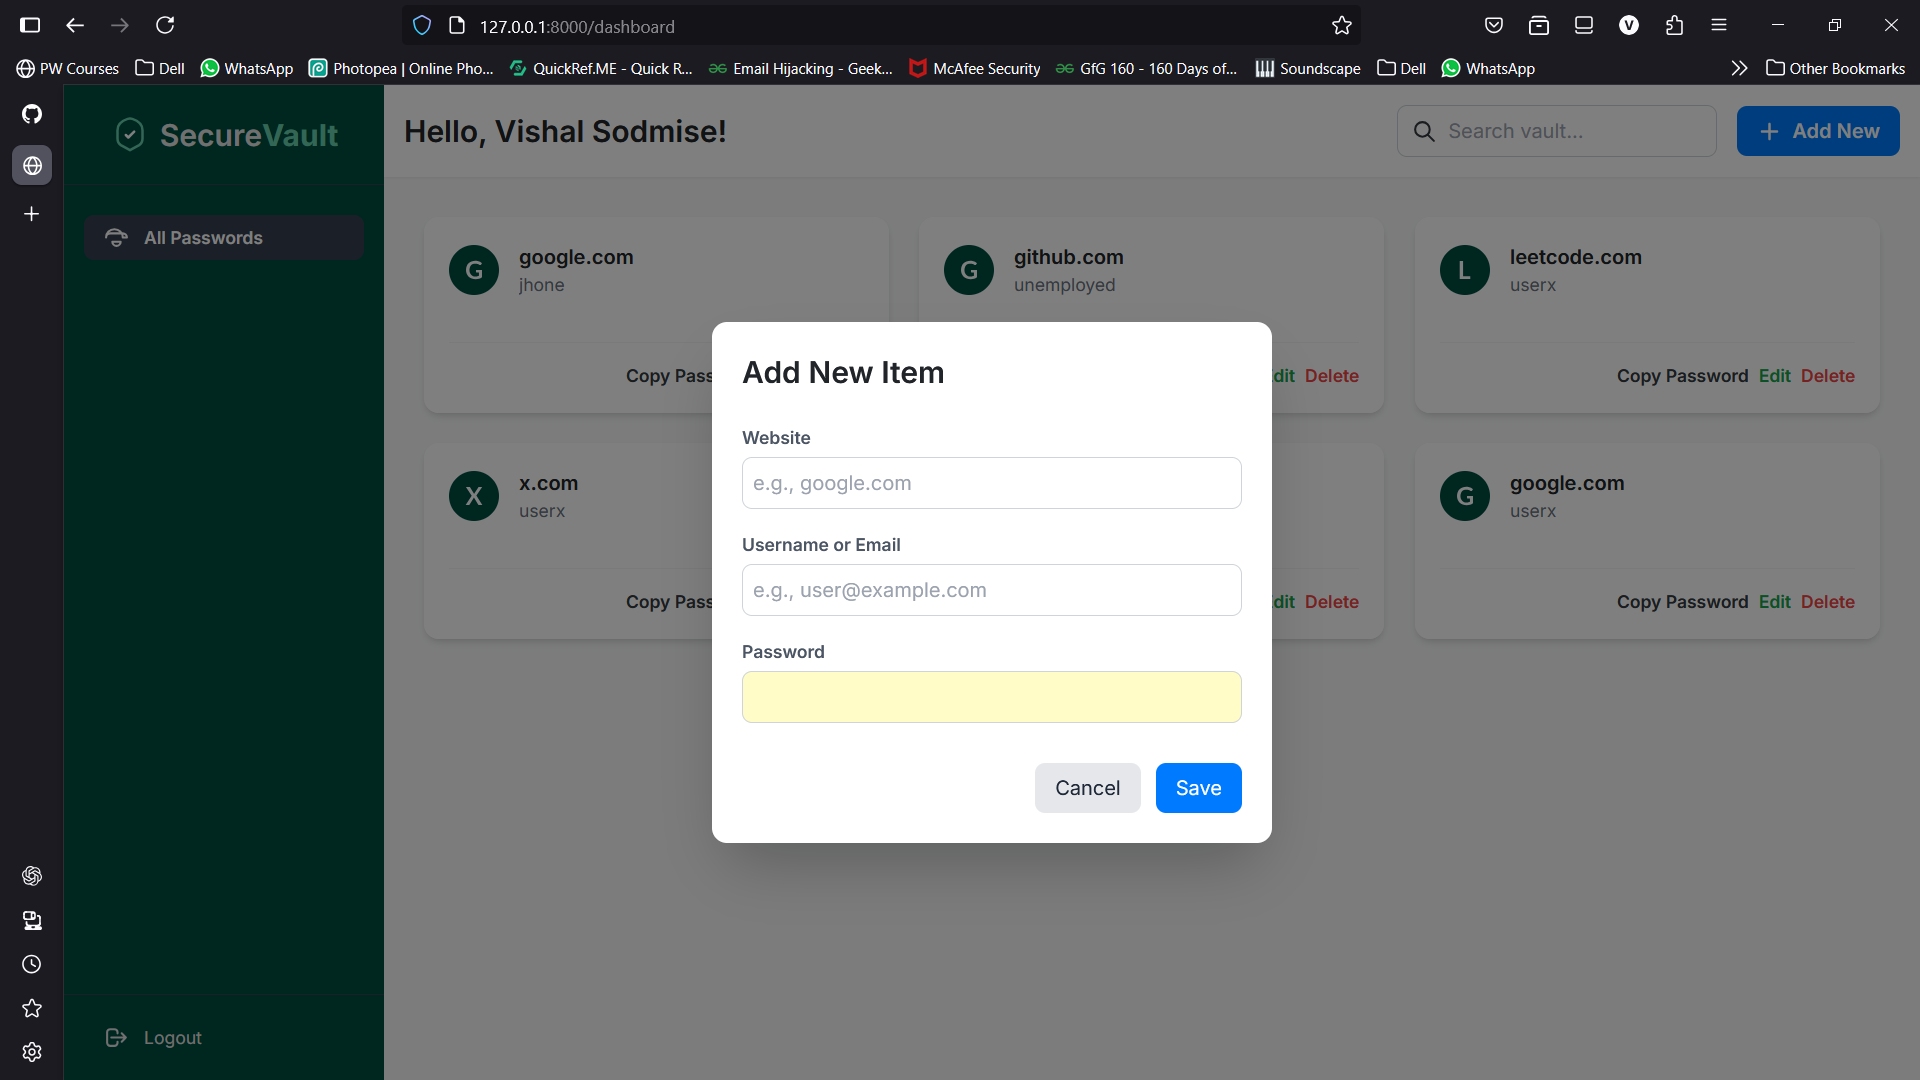 127.0.0.1:8000/dashboard
V
PW Courses Dell WhatsApp Photopea | Online Pho... QuickRef.ME - Quick R... Email Hijacking - Geek... McAfee Security GfG 160 - 160 Days of... Soundscape Dell WhatsApp Other Bookmarks
SecureVault
Hello, Vishal Sodmise!
Search vault...
+ Add New
All Passwords
G
google.com
jhone
Copy Pass
G
github.com
unemployed
dit Delete
L
leetcode.com
userx
Copy Password Edit Delete
X
x.com
userx
Copy Pass
dit Delete
G
google.com
userx
Copy Password Edit Delete
Add New Item
Website
e.g., google.com
Username or Email
e.g., user@example.com
Password
Cancel
Save
Logout